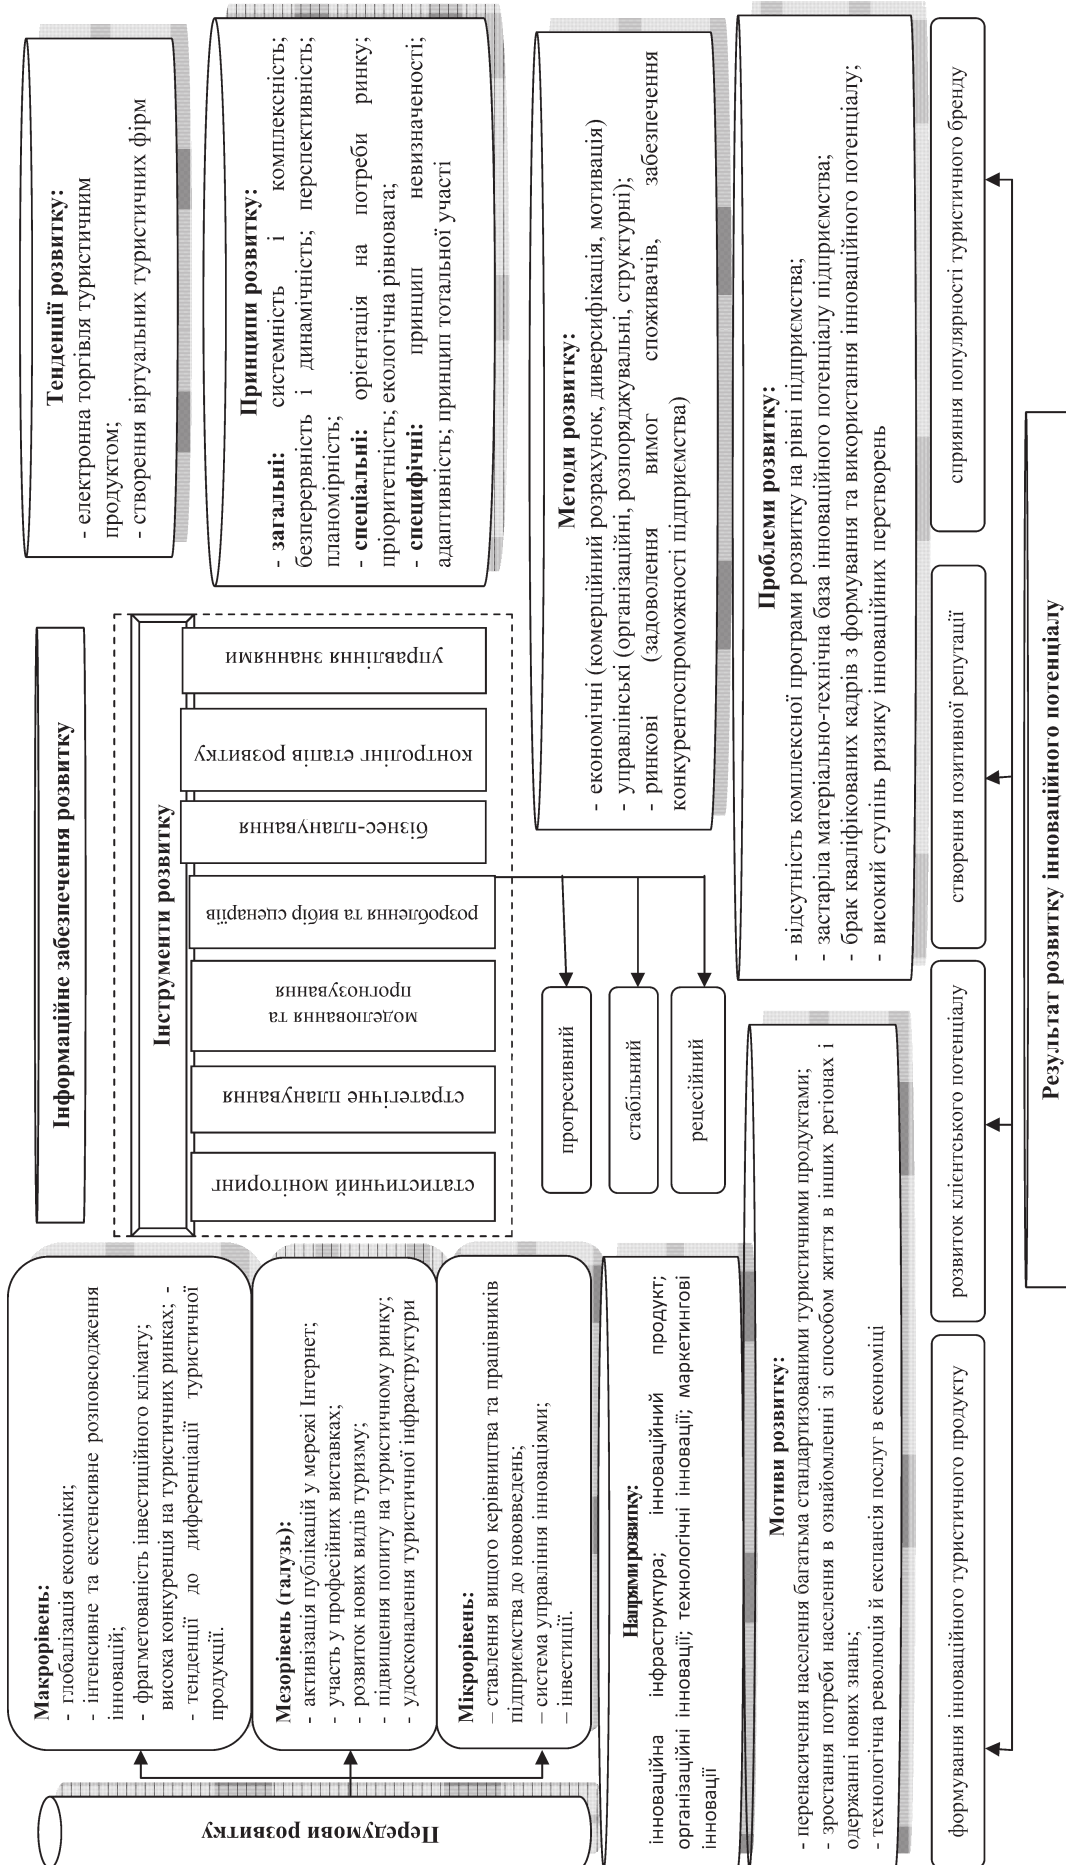 Передумови розвитку
Макрорівень:
- глобалізація економіки;
- інтенсивне та екстенсивне розповсюдження
інновацій;
- фрагметованість інвестиційного клімату;
висока конкуренція на туристичних ринках; -
- тенденції до диференціації туристичної
продукції.
Мезорівень (галузь):
- активізація публікацій у мережі Інтернет;
- участь у професійних виставках;
- розвиток нових видів туризму;
- підвищення попиту на туристичному ринку;
- удосконалення туристичної інфраструктури
Мікрорівень:
– ставлення вищого керівництва та працівників
підприємства до нововведень;
– система управління інноваціями;
– інвестиції.
Інформаційне забезпечення розвитку
Інструменти розвитку
статистичний моніторинг
стратегічне планування
моделювання та
прогнозування
розроблення та вибір сценаріїв
бізнес-планування
контролінг етапів розвитку
управління знаннями
прогресивний
стабільний
рецесійний
Тенденції розвитку:
- електронна торгівля туристичним
продуктом;
- створення віртуальних туристичних фірм
Принципи розвитку:
- загальні: системність і комплексність;
безперервність і динамічність; перспективність;
планомірність;
- спеціальні: орієнтація на потреби ринку;
пріоритетність; екологічна рівновага;
- специфічні: принцип невизначеності;
адаптивність; принцип тотальної участі
Методи розвитку:
- економічні (комерційний розрахунок, диверсифікація, мотивація)
- управлінські (організаційні, розпоряджувальні, структурні);
- ринкові (задоволення вимог споживачів, забезпечення
конкурентоспроможності підприємства)
Напрями розвитку:
інноваційна інфраструктура; інноваційний продукт;
організаційні інновації; технологічні інновації; маркетингові
інновації
Мотиви розвитку:
- перенасичення населення багатьма стандартизованими туристичними продуктами;
- зростання потреби населення в ознайомленні зі способом життя в інших регіонах і
одержанні нових знань;
- технологічна революція й експансія послуг в економіці
Проблеми розвитку:
- відсутність комплексної програми розвитку на рівні підприємства;
застаріла матеріально-технічна база інноваційного потенціалу підприємства;
- брак кваліфікованих кадрів з формування та використання інноваційного потенціалу;
- високий ступінь ризику інноваційних перетворень
формування інноваційного туристичного продукту
розвиток клієнтського потенціалу
створення позитивної репутації
сприяння популярності туристичного бренду
Результат розвитку інноваційного потенціалу